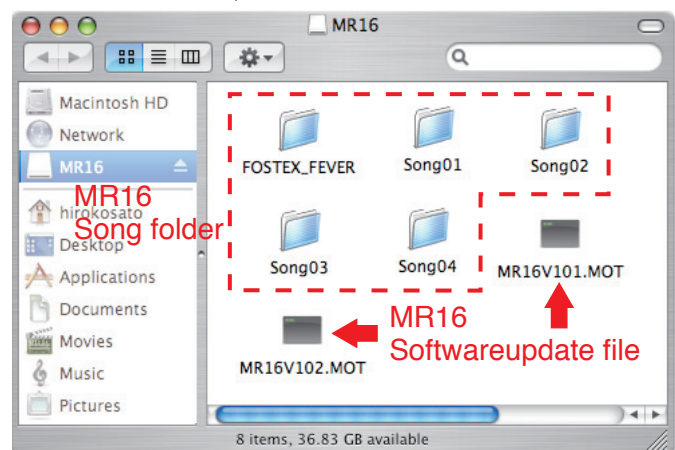 MR16
Macintosh HD
Network
MR16
hirokosato
Desktop
Applications
Documents
Movies
Music
Pictures
MR16
Song folder
FOSTEX_FEVER
Song01
Song02
Song03
Song04
MR16V101.MOT
MR16V102.MOT
MR16
Softwareupdate file
8 items, 36.83 GB available